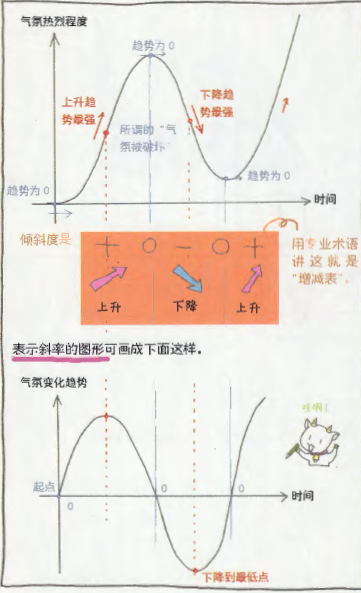 气氛热烈程度
趋势为 0
上升趋
势最强
下降趋
势最强
所谓的“气
氛被破坏”
趋势为 0
趋势为 0
时间
倾斜度是
+ 0 − 0 +
用专业术语
讲这就是
“增减表”。
上升
下降
上升
表示斜率的图形可画成下面这样。
气氛变化趋势
哇啊！
起点
0
0
0
时间
下降到最低点